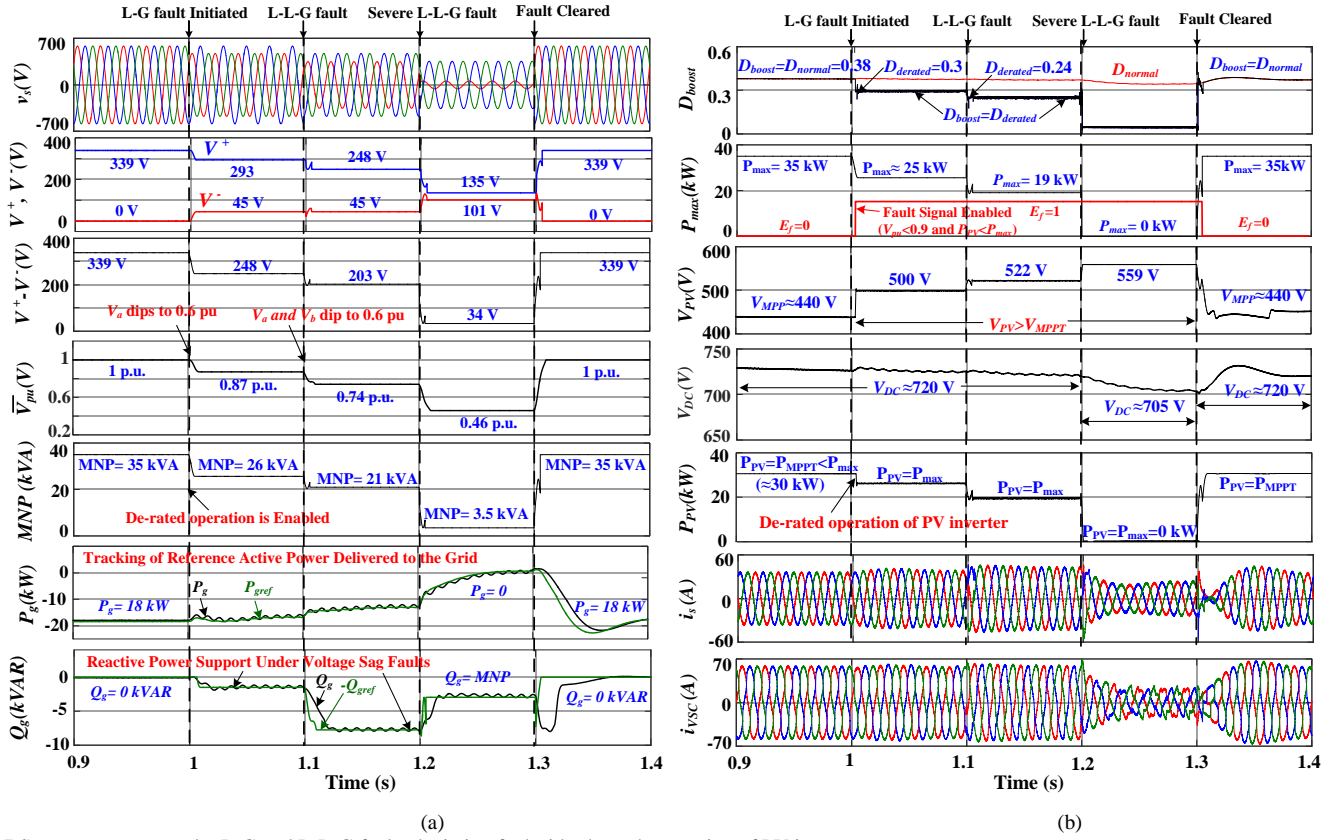 L-G fault Initiated L-L-G fault Severe L-L-G fault Fault Cleared
700
0
-700
v_s(V)
400
200
0
V⁺, V⁻(V)
339 V
V⁺
293
248 V
135 V
339 V
0 V
V⁻
45 V
45 V
101 V
0 V
400
200
0
V⁺-V⁻(V)
339 V
248 V
203 V
34 V
339 V
V_a dips to 0.6 pu
V_a and V_b dip to 0.6 pu
1
0.6
0.2
V̅_pu(V)
1 p.u.
0.87 p.u.
0.74 p.u.
0.46 p.u.
1 p.u.
40
20
0
MNP (kVA)
MNP= 35 kVA
MNP= 26 kVA
MNP= 21 kVA
MNP= 3.5 kVA
MNP= 35 kVA
De-rated operation is Enabled
0
-10
-20
P_g(kW)
Tracking of Reference Active Power Delivered to the Grid
P_g= 18 kW
P_g
P_gref
P_g= 0
P_g= 18 kW
0
-5
-10
Q_g(kVAR)
Reactive Power Support Under Voltage Sag Faults
Q_g= 0 kVAR
Q_g
-Q_gref
Q_g= MNP
Q_g= 0 kVAR
0.9 1 1.1 1.2 1.3 1.4
Time (s)
(a)
L-G fault Initiated L-L-G fault Severe L-L-G fault Fault Cleared
0.6
0.3
0
D_boost
D_boost=D_normal=0.38
D_derated=0.3
D_derated=0.24
D_normal
D_boost=D_normal
D_boost=D_derated
40
20
0
P_max(kW)
P_max= 35 kW
P_max≈ 25 kW
P_max= 19 kW
P_max= 35kW
E_f=0
Fault Signal Enabled
(V_pu<0.9 and P_PV<P_max)
E_f=1
P_max= 0 kW
E_f=0
600
500
400
V_PV(V)
V_MPP≈440 V
500 V
522 V
559 V
V_MPP≈440 V
V_PV>V_MPPT
750
700
650
V_DC(V)
V_DC≈720 V
V_DC≈705 V
V_DC≈720 V
40
20
0
P_PV(kW)
P_PV=P_MPPT<P_max
(≈30 kW)
P_PV=P_max
P_PV=P_max
P_PV=P_max=0 kW
P_PV=P_MPPT
De-rated operation of PV inverter
60
0
-60
i_s(A)
70
0
-70
i_VSC(A)
0.9 1 1.1 1.2 1.3 1.4
Time (s)
(b)